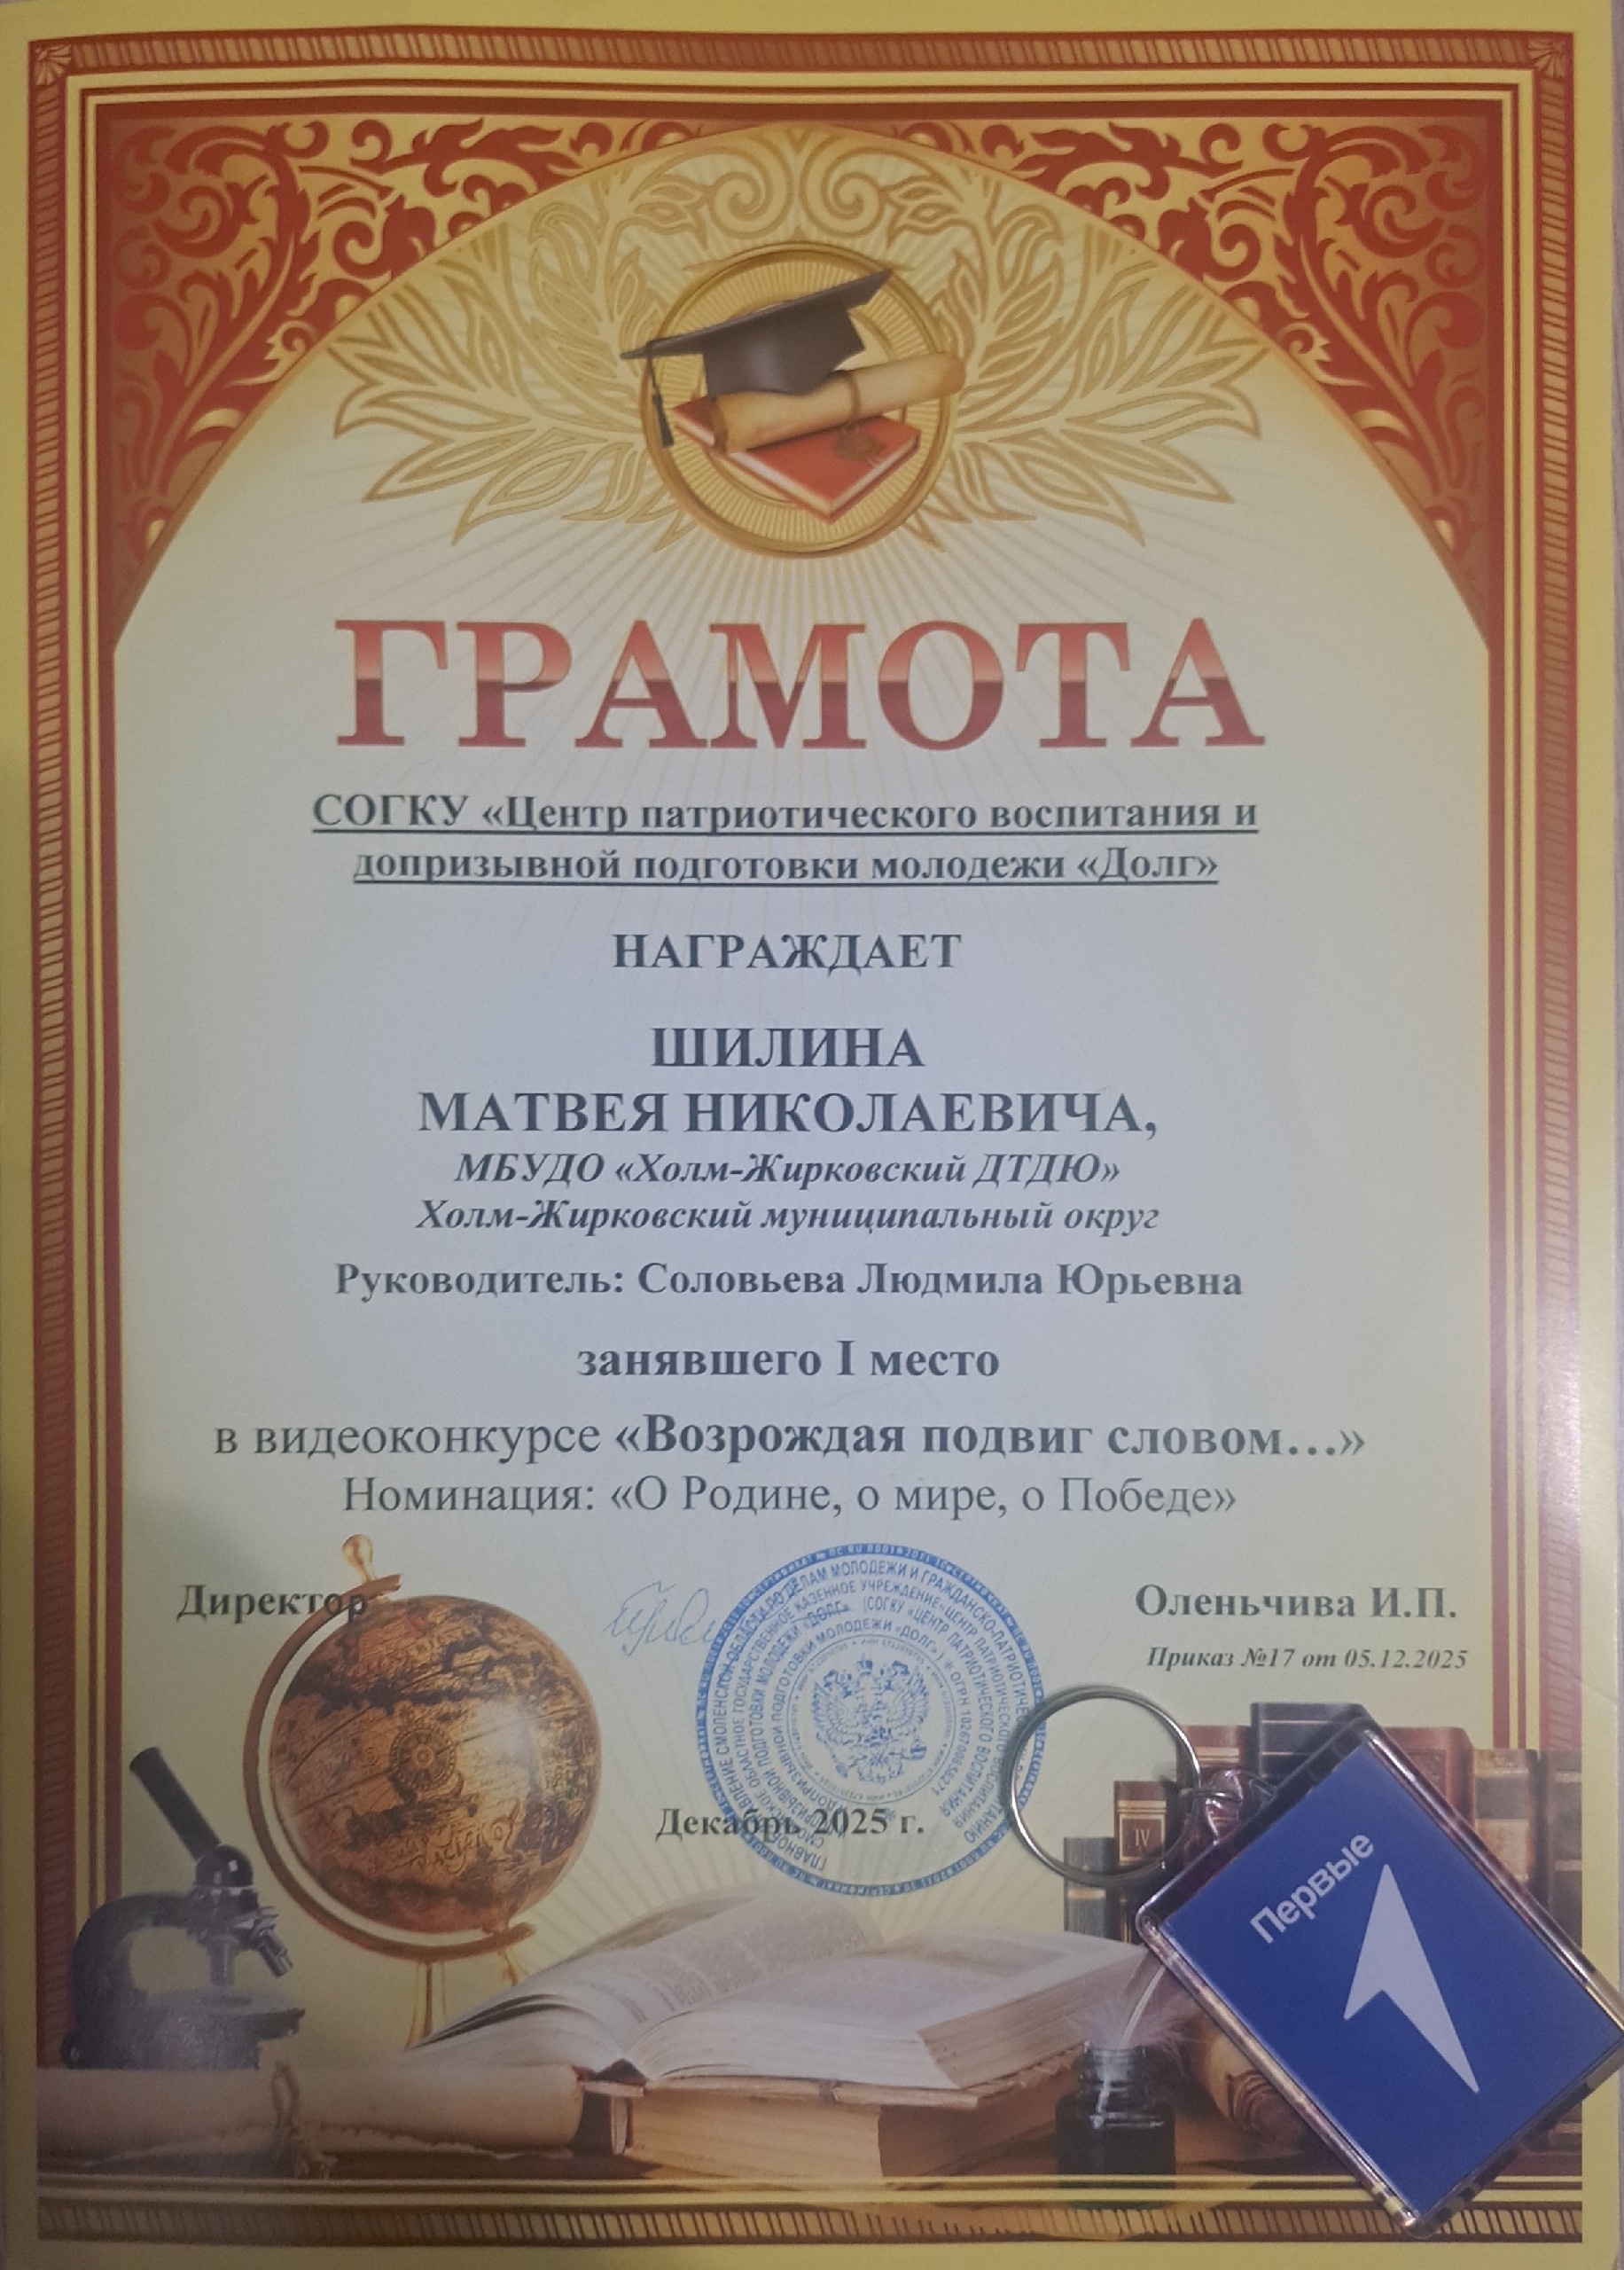 ГРАМОТА
СОГКУ «Центр патриотического воспитания и
допризывной подготовки молодежи «Долг»
НАГРАЖДАЕТ
ШИЛИНА
МАТВЕЯ НИКОЛАЕВИЧА,
МБУДО «Холм-Жирковский ДТДЮ»
Холм-Жирковский муниципальный округ
Руководитель: Соловьева Людмила Юрьевна
занявшего I место
в видеоконкурсе «Возрождая подвиг словом…»
Номинация: «О Родине, о мире, о Победе»
Директор
Оленьчива И.П.
Приказ №17 от 05.12.2025
Декабрь 2025 г.
IV
Первые